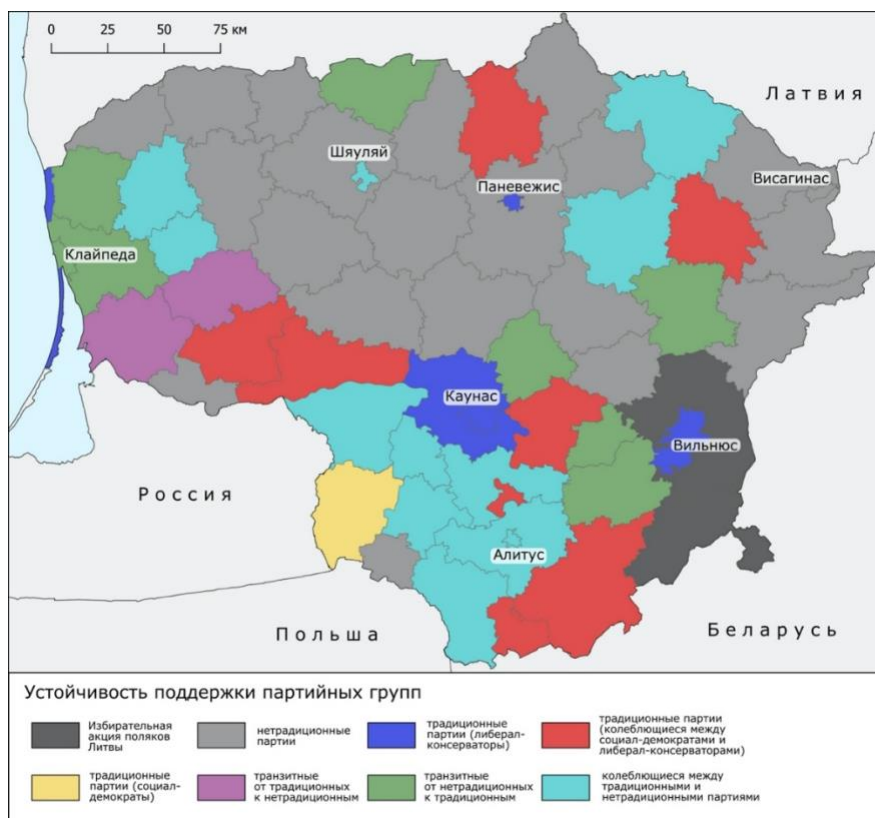 0 25 50 75 км
Латвия
Шяуляй
Висагинас
Паневежис
Клайпеда
Каунас
Вильнюс
Россия
Алитус
Польша
Беларусь
Устойчивость поддержки партийных групп
Избирательная
акция поляков
Литвы
нетрадиционные
партии
традиционные
партии (либерал-
консерваторы)
традиционные партии
(колеблющиеся между
социал-демократами и
либерал-консерваторами)
традиционные
партии (социал-
демократы)
транзитные
от традиционных
к нетрадиционным
транзитные
от нетрадиционных
к традиционным
колеблющиеся между
традиционными и
нетрадиционными партиями